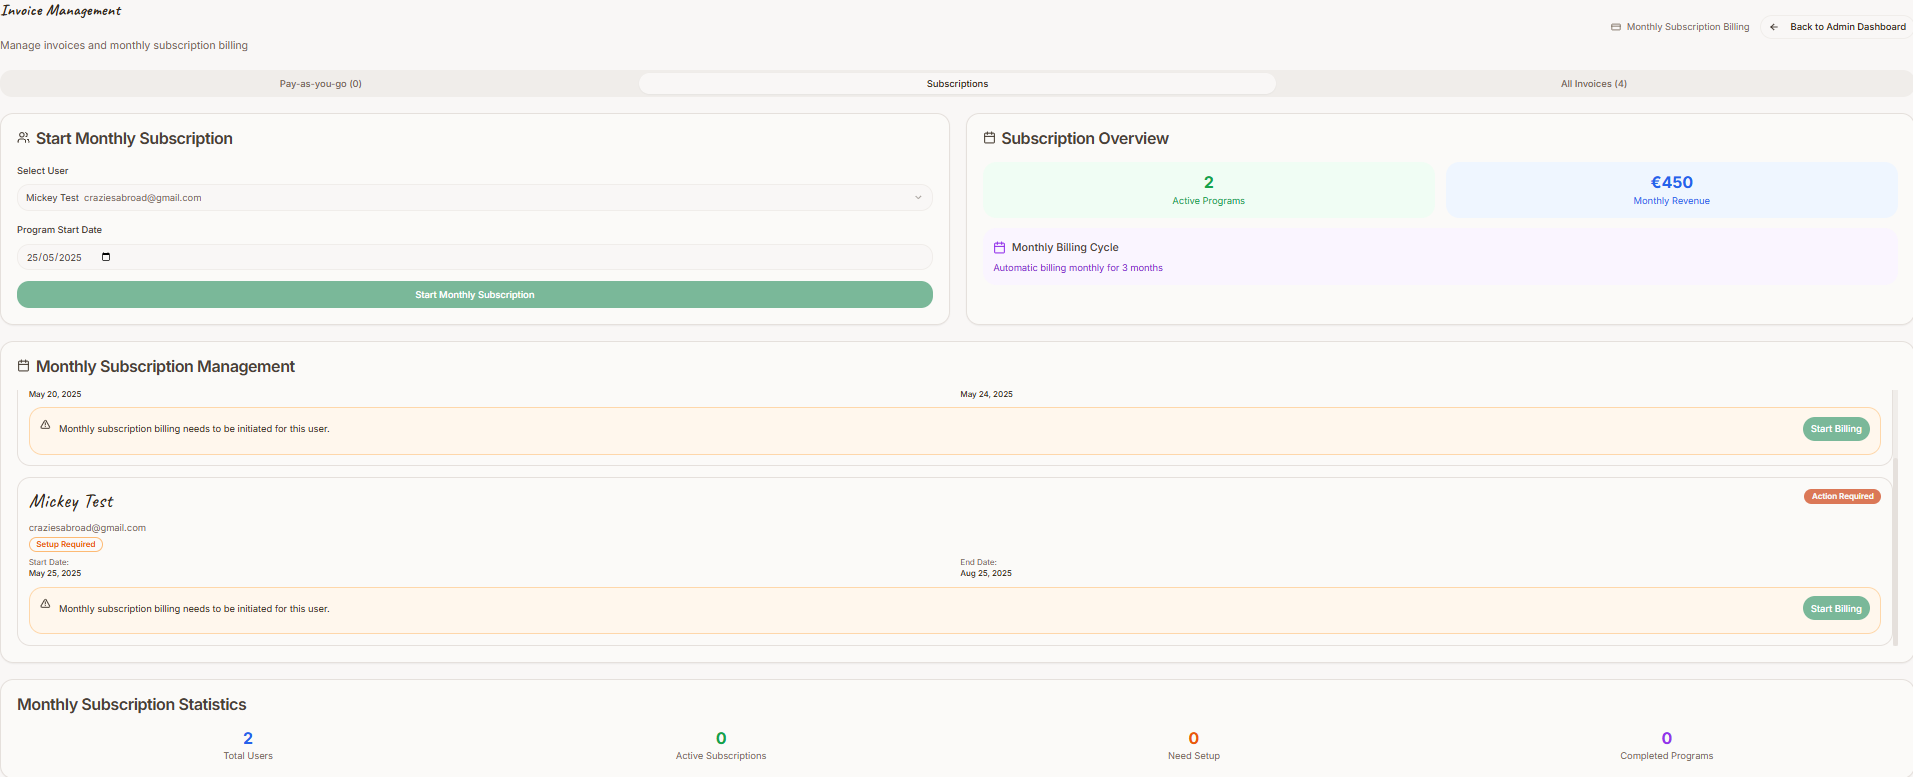 Invoice Management
Manage invoices and monthly subscription billing
Monthly Subscription Billing
Back to Admin Dashboard
Pay-as-you-go (0)
Subscriptions
All Invoices (4)
Start Monthly Subscription
Select User
Mickey Test craziesabroad@gmail.com
Program Start Date
25/05/2025
Start Monthly Subscription
Subscription Overview
2
Active Programs
€450
Monthly Revenue
Monthly Billing Cycle
Automatic billing monthly for 3 months
Monthly Subscription Management
May 20, 2025
May 24, 2025
Monthly subscription billing needs to be initiated for this user.
Start Billing
Mickey Test
Action Required
craziesabroad@gmail.com
Setup Required
Start Date:
May 25, 2025
End Date:
Aug 25, 2025
Monthly subscription billing needs to be initiated for this user.
Start Billing
Monthly Subscription Statistics
2
Total Users
0
Active Subscriptions
0
Need Setup
0
Completed Programs